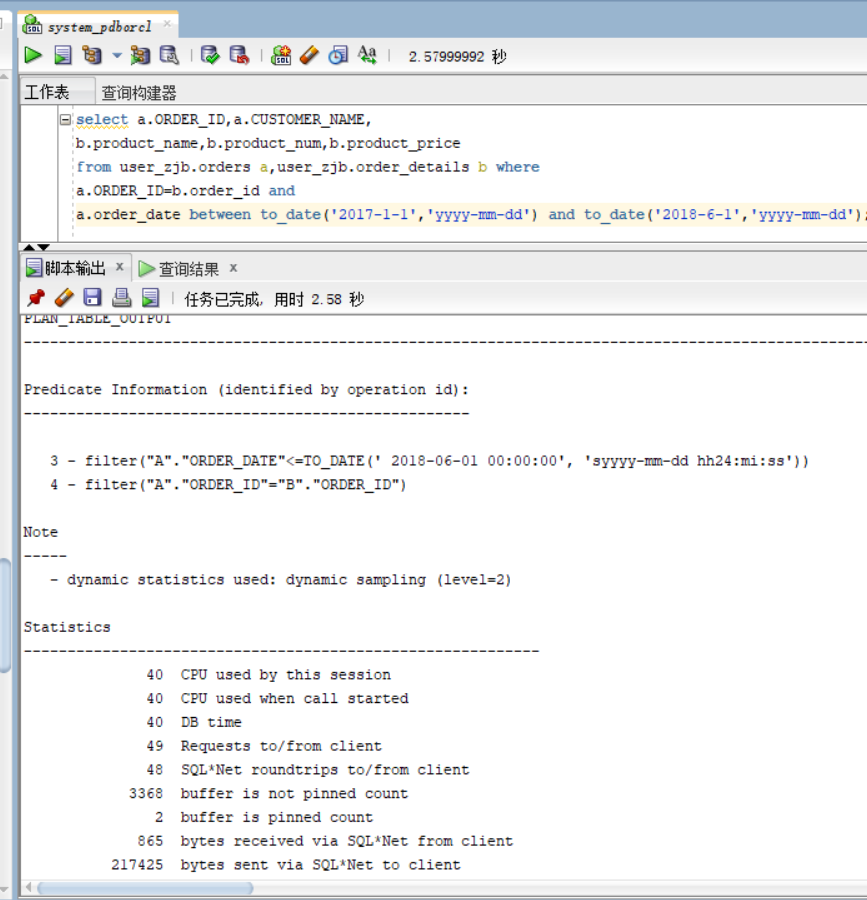 system_pdborcl
2.57999992 秒
工作表 查询构建器
select a.ORDER_ID,a.CUSTOMER_NAME,
b.product_name,b.product_num,b.product_price
from user_zjb.orders a,user_zjb.order_details b where
a.ORDER_ID=b.order_id and
a.order_date between to_date('2017-1-1','yyyy-mm-dd') and to_date('2018-6-1','yyyy-mm-dd');
脚本输出 x 查询结果 x
任务已完成, 用时 2.58 秒
PLAN_TABLE_OUTPUT
--------------------------------------------------------------------------------------------------------------------
Predicate Information (identified by operation id):
---------------------------------------------------
3 - filter("A"."ORDER_DATE"<=TO_DATE(' 2018-06-01 00:00:00', 'syyyy-mm-dd hh24:mi:ss'))
4 - filter("A"."ORDER_ID"="B"."ORDER_ID")
Note
-----
- dynamic statistics used: dynamic sampling (level=2)
Statistics
-----------------------------------------------------------
40 CPU used by this session
40 CPU used when call started
40 DB time
49 Requests to/from client
48 SQL*Net roundtrips to/from client
3368 buffer is not pinned count
2 buffer is pinned count
865 bytes received via SQL*Net from client
217425 bytes sent via SQL*Net to client